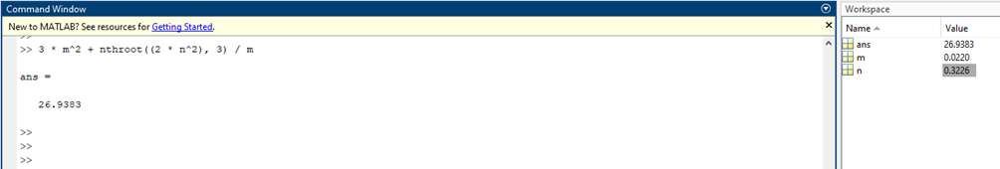 Command Window
New to MATLAB? See resources for Getting Started.
>>
>> 3 * m^2 + nthroot((2 * n^2), 3) / m
ans =
26.9383
>>
>>
>>
Workspace
Name Value
ans 26.9383
m 0.0220
n 0.3226